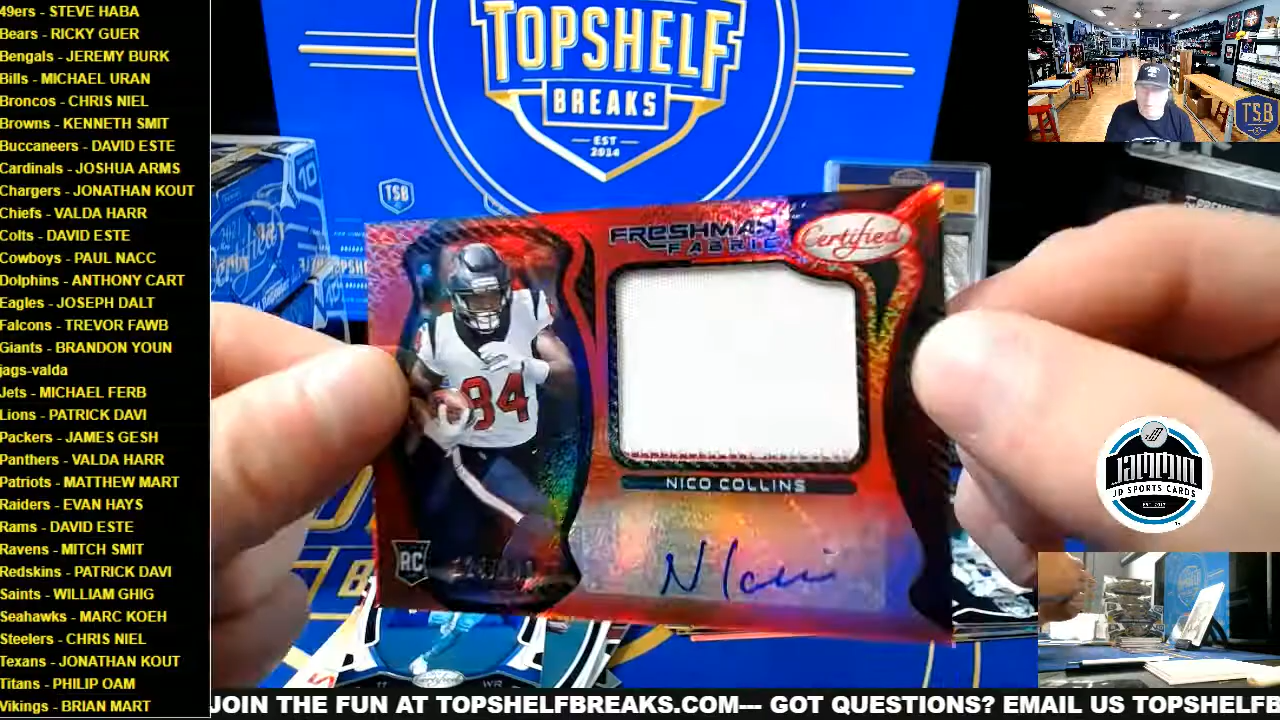 49ers - STEVE HABA
Bears - RICKY GUER
Bengals - JEREMY BURK
Bills - MICHAEL URAN
Broncos - CHRIS NIEL
Browns - KENNETH SMIT
Buccaneers - DAVID ESTE
Cardinals - JOSHUA ARMS
Chargers - JONATHAN KOUT
Chiefs - VALDA HARR
Colts - DAVID ESTE
Cowboys - PAUL NACC
Dolphins - ANTHONY CART
Eagles - JOSEPH DALT
Falcons - TREVOR FAWB
Giants - BRANDON YOUN
jags-valda
Jets - MICHAEL FERB
Lions - PATRICK DAVI
Packers - JAMES GESH
Panthers - VALDA HARR
Patriots - MATTHEW MART
Raiders - EVAN HAYS
Rams - DAVID ESTE
Ravens - MITCH SMIT
Redskins - PATRICK DAVI
Saints - WILLIAM GHIG
Seahawks - MARC KOEH
Steelers - CHRIS NIEL
Texans - JONATHAN KOUT
Titans - PHILIP OAM
Vikings - BRIAN MART
TOPSHELF
BREAKS
EST
2014
TSB
TSB
FRESHMAN
FABRIC
Certified
84
NICO COLLINS
RC
JAMMIN
JD SPORTS CARDS
EST. 2017
Certified
WR
JOIN THE FUN AT TOPSHELFBREAKS.COM--- GOT QUESTIONS? EMAIL US TOPSHELFB